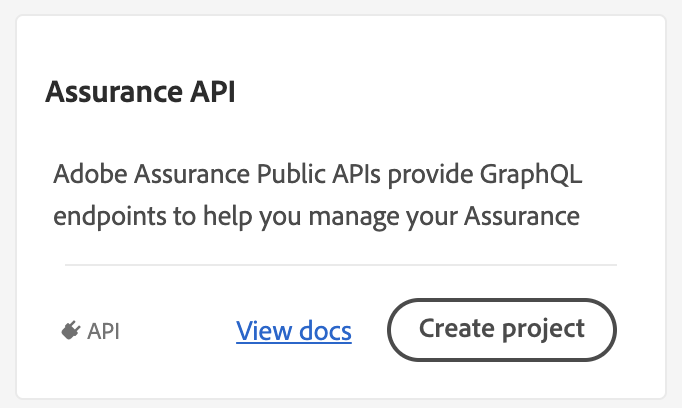 Assurance API
Adobe Assurance Public APIs provide GraphQL
endpoints to help you manage your Assurance
API
View docs
Create project